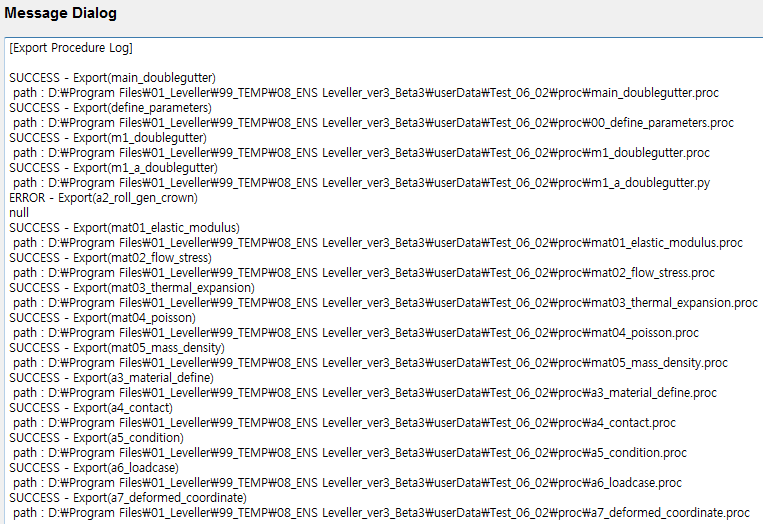 Message Dialog
[Export Procedure Log]
SUCCESS - Export(main_doublegutter)
path : D:₩Program Files₩01_Leveller₩99_TEMP₩08_ENS Leveller_ver3_Beta3₩userData₩Test_06_02₩proc₩main_doublegutter.proc
SUCCESS - Export(define_parameters)
path : D:₩Program Files₩01_Leveller₩99_TEMP₩08_ENS Leveller_ver3_Beta3₩userData₩Test_06_02₩proc₩00_define_parameters.proc
SUCCESS - Export(m1_doublegutter)
path : D:₩Program Files₩01_Leveller₩99_TEMP₩08_ENS Leveller_ver3_Beta3₩userData₩Test_06_02₩proc₩m1_doublegutter.proc
SUCCESS - Export(m1_a_doublegutter)
path : D:₩Program Files₩01_Leveller₩99_TEMP₩08_ENS Leveller_ver3_Beta3₩userData₩Test_06_02₩proc₩m1_a_doublegutter.py
ERROR - Export(a2_roll_gen_crown)
null
SUCCESS - Export(mat01_elastic_modulus)
path : D:₩Program Files₩01_Leveller₩99_TEMP₩08_ENS Leveller_ver3_Beta3₩userData₩Test_06_02₩proc₩mat01_elastic_modulus.proc
SUCCESS - Export(mat02_flow_stress)
path : D:₩Program Files₩01_Leveller₩99_TEMP₩08_ENS Leveller_ver3_Beta3₩userData₩Test_06_02₩proc₩mat02_flow_stress.proc
SUCCESS - Export(mat03_thermal_expansion)
path : D:₩Program Files₩01_Leveller₩99_TEMP₩08_ENS Leveller_ver3_Beta3₩userData₩Test_06_02₩proc₩mat03_thermal_expansion.proc
SUCCESS - Export(mat04_poisson)
path : D:₩Program Files₩01_Leveller₩99_TEMP₩08_ENS Leveller_ver3_Beta3₩userData₩Test_06_02₩proc₩mat04_poisson.proc
SUCCESS - Export(mat05_mass_density)
path : D:₩Program Files₩01_Leveller₩99_TEMP₩08_ENS Leveller_ver3_Beta3₩userData₩Test_06_02₩proc₩mat05_mass_density.proc
SUCCESS - Export(a3_material_define)
path : D:₩Program Files₩01_Leveller₩99_TEMP₩08_ENS Leveller_ver3_Beta3₩userData₩Test_06_02₩proc₩a3_material_define.proc
SUCCESS - Export(a4_contact)
path : D:₩Program Files₩01_Leveller₩99_TEMP₩08_ENS Leveller_ver3_Beta3₩userData₩Test_06_02₩proc₩a4_contact.proc
SUCCESS - Export(a5_condition)
path : D:₩Program Files₩01_Leveller₩99_TEMP₩08_ENS Leveller_ver3_Beta3₩userData₩Test_06_02₩proc₩a5_condition.proc
SUCCESS - Export(a6_loadcase)
path : D:₩Program Files₩01_Leveller₩99_TEMP₩08_ENS Leveller_ver3_Beta3₩userData₩Test_06_02₩proc₩a6_loadcase.proc
SUCCESS - Export(a7_deformed_coordinate)
path : D:₩Program Files₩01_Leveller₩99_TEMP₩08_ENS Leveller_ver3_Beta3₩userData₩Test_06_02₩proc₩a7_deformed_coordinate.proc